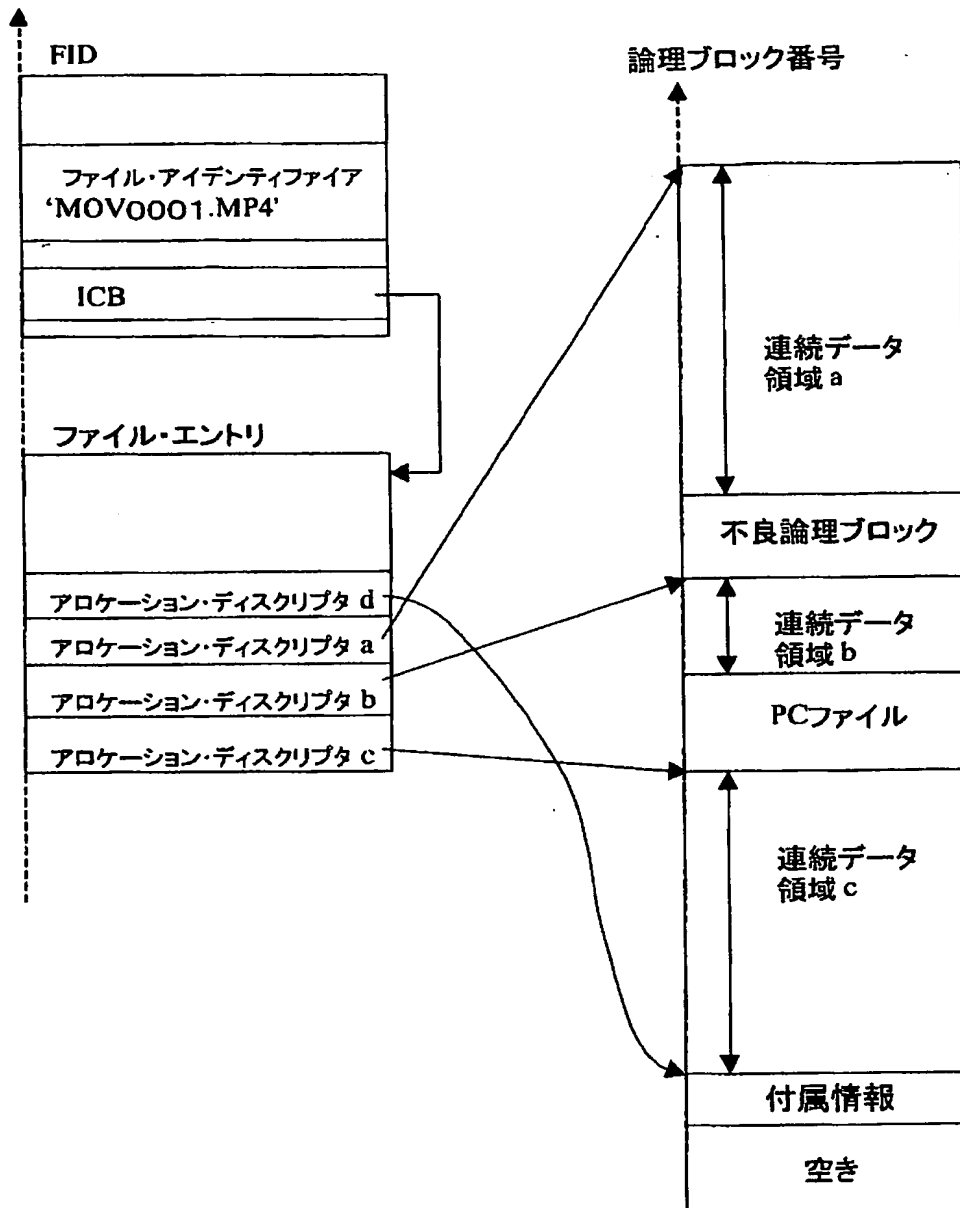 FID
ファイル・アイデンティファイア
‘MOV0001.MP4’
ICB
ファイル・エントリ
アロケーション・ディスクリプタ d
アロケーション・ディスクリプタ a
アロケーション・ディスクリプタ b
アロケーション・ディスクリプタ c
論理ブロック番号
連続データ
領域 a
不良論理ブロック
連続データ
領域 b
PCファイル
連続データ
領域 c
付属情報
空き